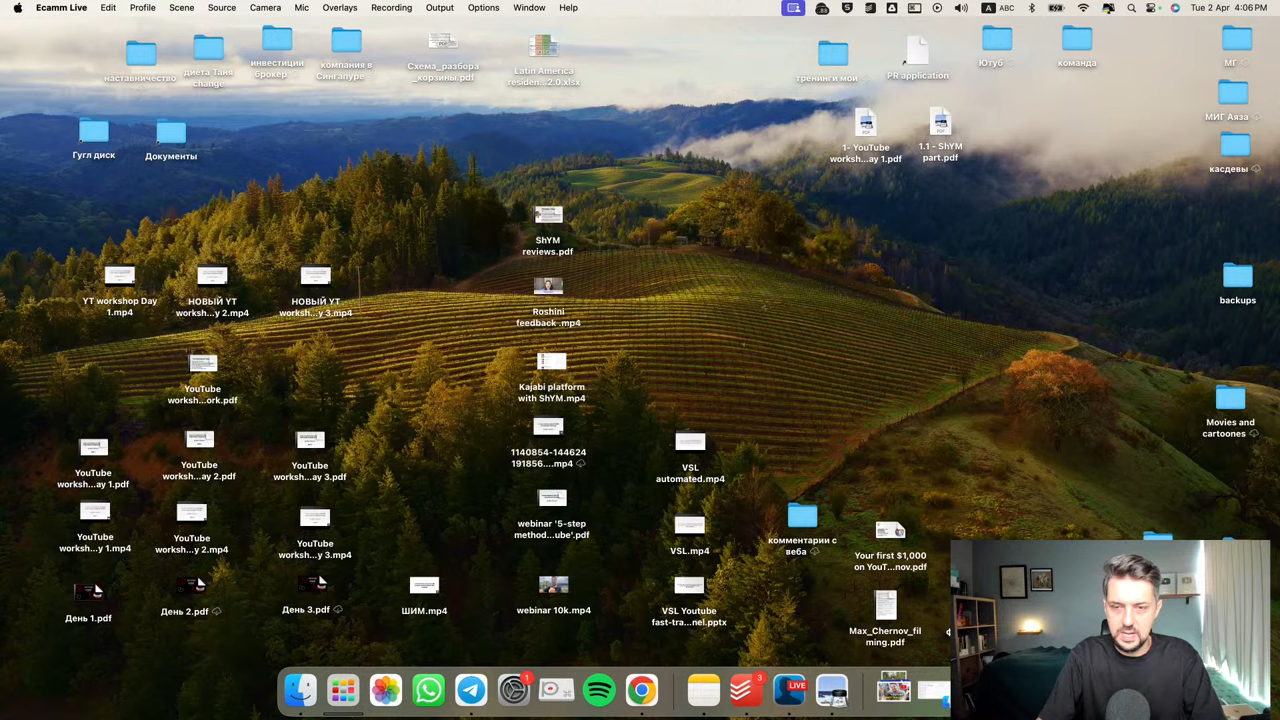 Ecamm Live Edit Profile Scene Source Camera Mic Overlays Recording Output Options Window Help
ABC
Tue 2 Apr 4:06 PM
наставничество
диета Таня
change
инвестиции
брокер
компания в
Сингапуре
Схема_разбора
_корзины.pdf
Latin America
residen...2.0.xlsx
тренинги мои
PR application
Ютуб
команда
МГ
Гугл диск
Документы
1- YouTube
worksh...ay 1.pdf
1.1 - ShYM
part.pdf
МИГ Аяза
касдевы
ShYM
reviews.pdf
YT workshop Day
1.mp4
НОВЫЙ YT
worksh...y 2.mp4
НОВЫЙ YT
worksh...y 3.mp4
Roshini
feedback .mp4
backups
YouTube
worksh...ork.pdf
Kajabi platform
with ShYM.mp4
Movies and
cartoones
YouTube
worksh...ay 1.pdf
YouTube
worksh...ay 2.pdf
YouTube
worksh...ay 3.pdf
1140854-144624
191856....mp4
VSL
automated.mp4
YouTube
worksh...y 1.mp4
YouTube
worksh...y 2.mp4
YouTube
worksh...y 3.mp4
webinar '5-step
method...ube'.pdf
VSL.mp4
комментарии с
веба
Your first $1,000
on YouT...nov.pdf
День 1.pdf
День 2.pdf
День 3.pdf
ШИМ.mp4
webinar 10k.mp4
VSL Youtube
fast-tra...nel.pptx
Max_Chernov_fil
ming.pdf
1
3
LIVE